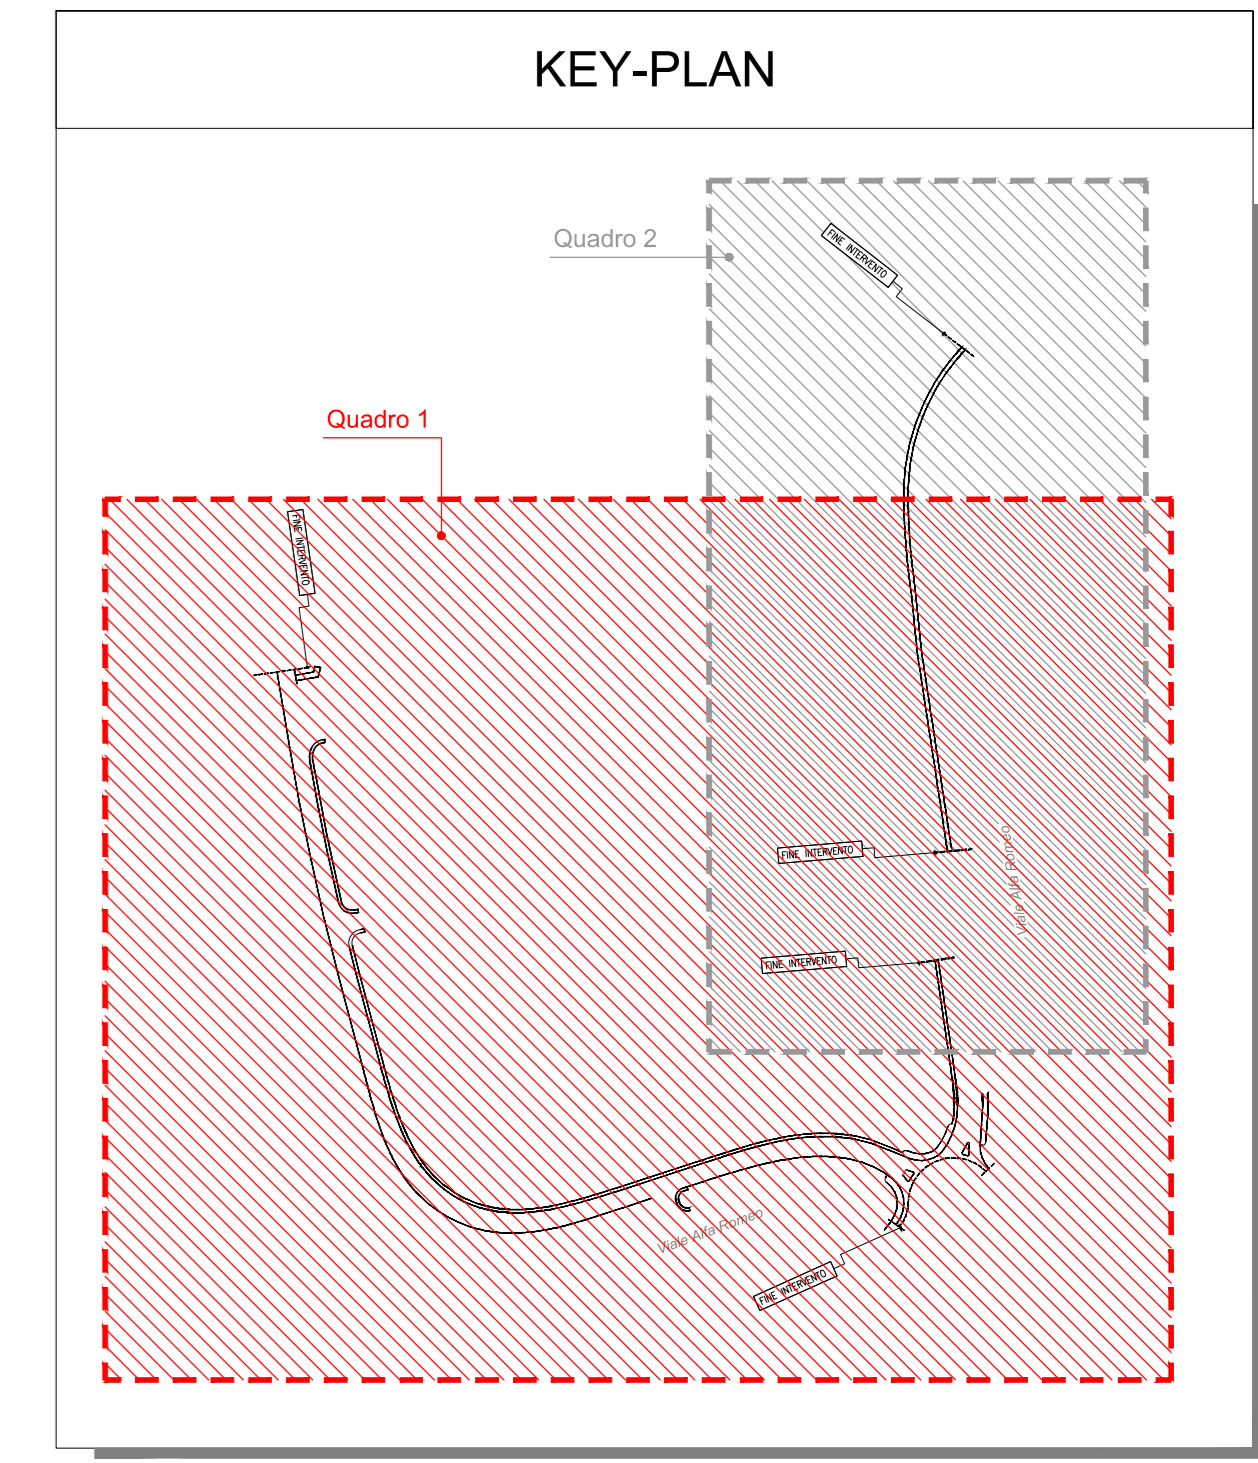 KEY-PLAN
Quadro 2
FINE INTERVENTO
Quadro 1
FINE INTERVENTO
FINE INTERVENTO
Viale Alfa Romeo
FINE INTERVENTO
Viale Alfa Romeo
FINE INTERVENTO